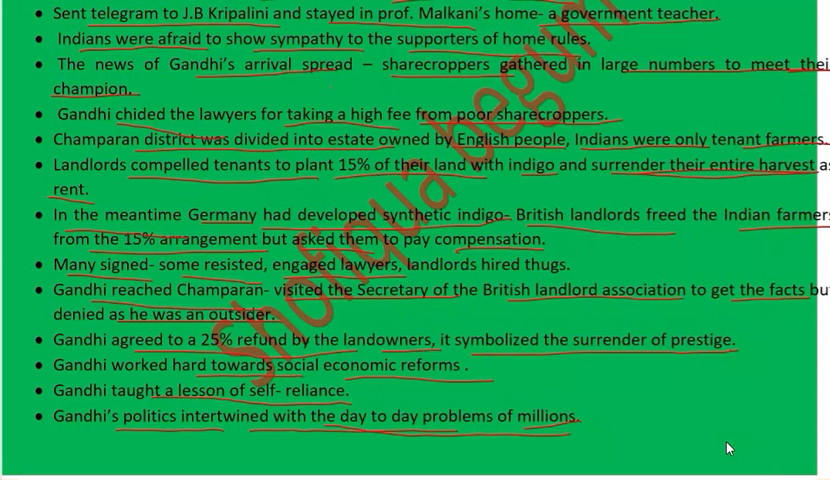 • Sent telegram to J.B Kripalini and stayed in prof. Malkani's home- a government teacher.
• Indians were afraid to show sympathy to the supporters of home rules.
• The news of Gandhi's arrival spread – sharecroppers gathered in large numbers to meet thei
champion.
• Gandhi chided the lawyers for taking a high fee from poor sharecroppers.
• Champaran district was divided into estate owned by English people, Indians were only tenant farmers.
• Landlords compelled tenants to plant 15% of their land with indigo and surrender their entire harvest as
rent.
• In the meantime Germany had developed synthetic indigo- British landlords freed the Indian farmers
from the 15% arrangement but asked them to pay compensation.
• Many signed- some resisted, engaged lawyers, landlords hired thugs.
• Gandhi reached Champaran- visited the Secretary of the British landlord association to get the facts but
denied as he was an outsider.
• Gandhi agreed to a 25% refund by the landowners, it symbolized the surrender of prestige.
• Gandhi worked hard towards social economic reforms .
• Gandhi taught a lesson of self- reliance.
• Gandhi's politics intertwined with the day to day problems of millions.
Shofiqua begum